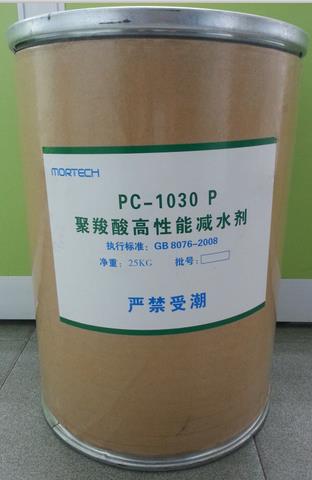 MORTECH
PC-1030 P
聚羧酸高性能减水剂
执行标准：GB 8076-2008
净重：25KG 批号：
严禁受潮